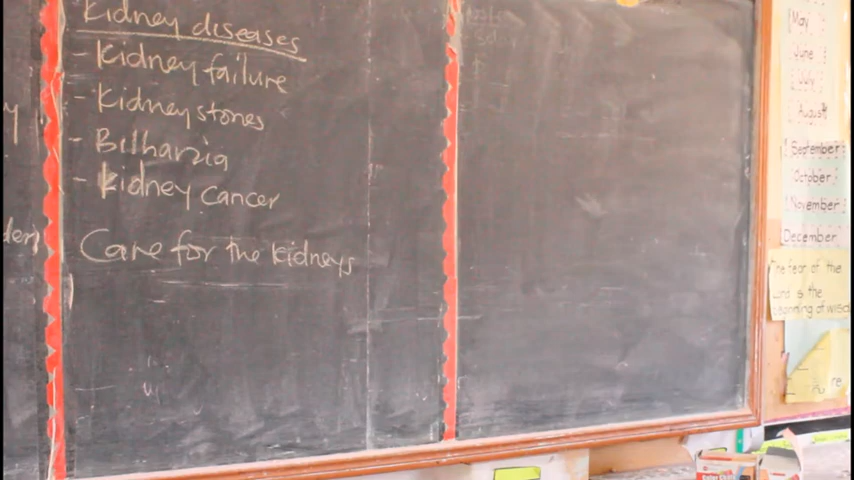 Kidney diseases
- Kidney failure
- Kidney stones
- Bilharzia
- Kidney cancer
Care for the kidneys
May
June
July
August
September
October
November
December
The fear of the
Lord is the
beginning of wisdo